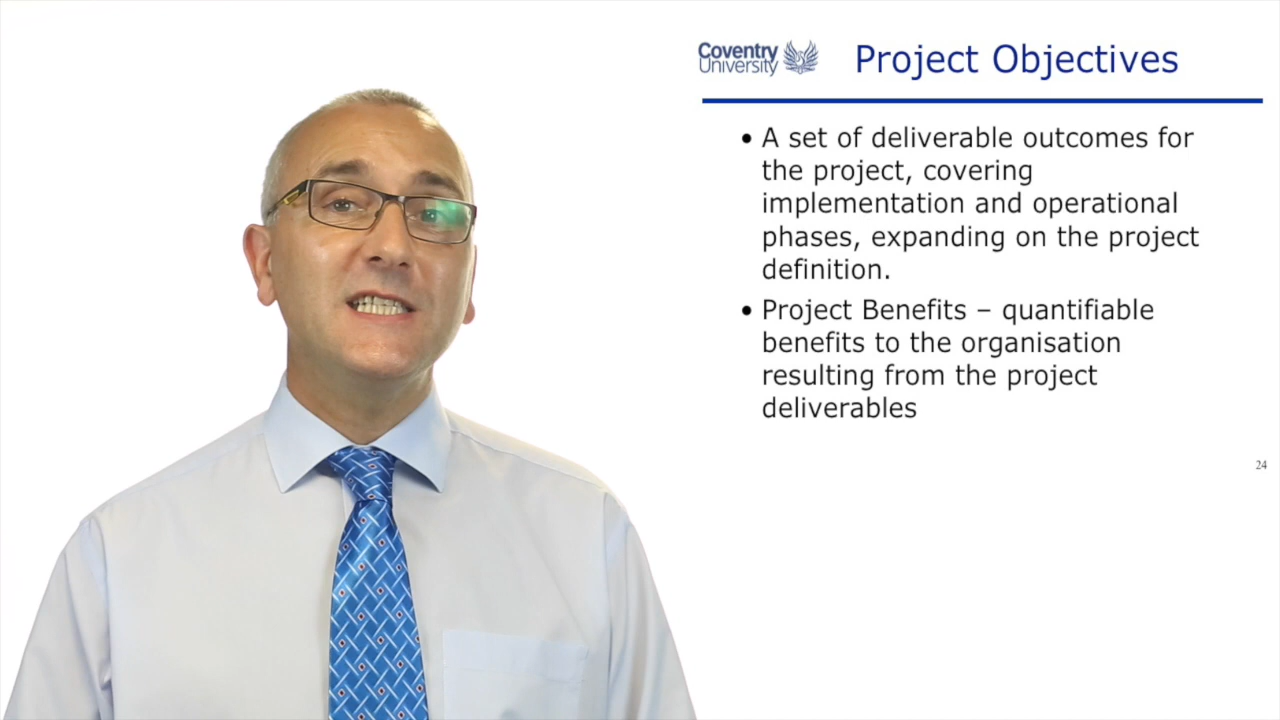 Coventry
University
Project Objectives
• A set of deliverable outcomes for
the project, covering
implementation and operational
phases, expanding on the project
definition.
• Project Benefits – quantifiable
benefits to the organisation
resulting from the project
deliverables
24